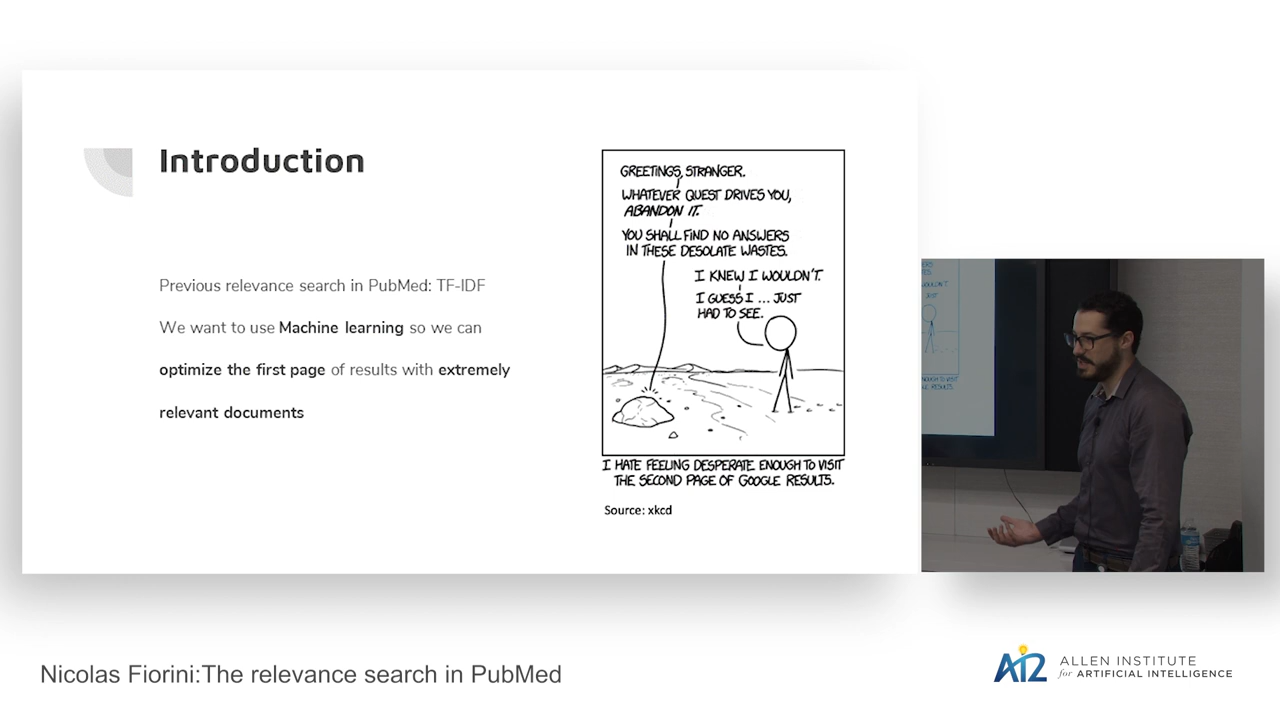 Introduction
Previous relevance search in PubMed: TF-IDF
We want to use Machine learning so we can
optimize the first page of results with extremely
relevant documents
GREETINGS, STRANGER.
WHATEVER QUEST DRIVES YOU,
ABANDON IT.
YOU SHALL FIND NO ANSWERS
IN THESE DESOLATE WASTES.
I KNEW I WOULDN'T.
I GUESS I ... JUST
HAD TO SEE.
I HATE FEELING DESPERATE ENOUGH TO VISIT
THE SECOND PAGE OF GOOGLE RESULTS.
Source: xkcd
Nicolas Fiorini:The relevance search in PubMed
AI2
ALLEN INSTITUTE
for ARTIFICIAL INTELLIGENCE